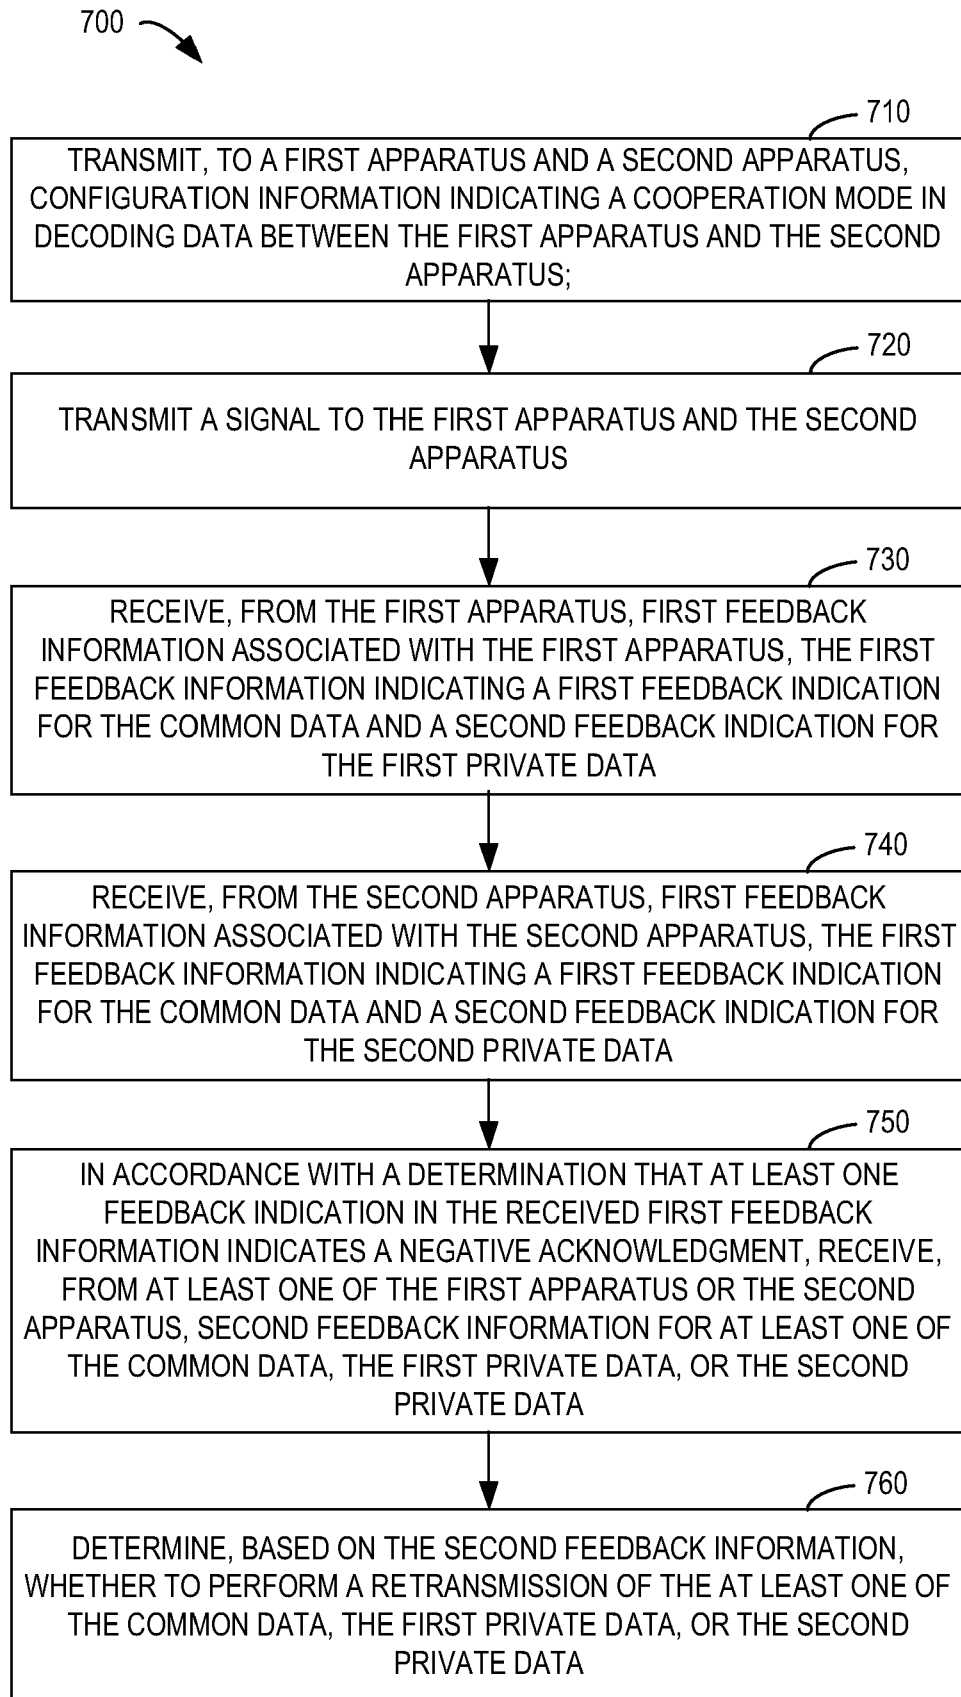 700
710
TRANSMIT, TO A FIRST APPARATUS AND A SECOND APPARATUS,
CONFIGURATION INFORMATION INDICATING A COOPERATION MODE IN
DECODING DATA BETWEEN THE FIRST APPARATUS AND THE SECOND
APPARATUS;
720
TRANSMIT A SIGNAL TO THE FIRST APPARATUS AND THE SECOND
APPARATUS
730
RECEIVE, FROM THE FIRST APPARATUS, FIRST FEEDBACK
INFORMATION ASSOCIATED WITH THE FIRST APPARATUS, THE FIRST
FEEDBACK INFORMATION INDICATING A FIRST FEEDBACK INDICATION
FOR THE COMMON DATA AND A SECOND FEEDBACK INDICATION FOR
THE FIRST PRIVATE DATA
740
RECEIVE, FROM THE SECOND APPARATUS, FIRST FEEDBACK
INFORMATION ASSOCIATED WITH THE SECOND APPARATUS, THE FIRST
FEEDBACK INFORMATION INDICATING A FIRST FEEDBACK INDICATION
FOR THE COMMON DATA AND A SECOND FEEDBACK INDICATION FOR
THE SECOND PRIVATE DATA
750
IN ACCORDANCE WITH A DETERMINATION THAT AT LEAST ONE
FEEDBACK INDICATION IN THE RECEIVED FIRST FEEDBACK
INFORMATION INDICATES A NEGATIVE ACKNOWLEDGMENT, RECEIVE,
FROM AT LEAST ONE OF THE FIRST APPARATUS OR THE SECOND
APPARATUS, SECOND FEEDBACK INFORMATION FOR AT LEAST ONE OF
THE COMMON DATA, THE FIRST PRIVATE DATA, OR THE SECOND
PRIVATE DATA
760
DETERMINE, BASED ON THE SECOND FEEDBACK INFORMATION,
WHETHER TO PERFORM A RETRANSMISSION OF THE AT LEAST ONE OF
THE COMMON DATA, THE FIRST PRIVATE DATA, OR THE SECOND
PRIVATE DATA